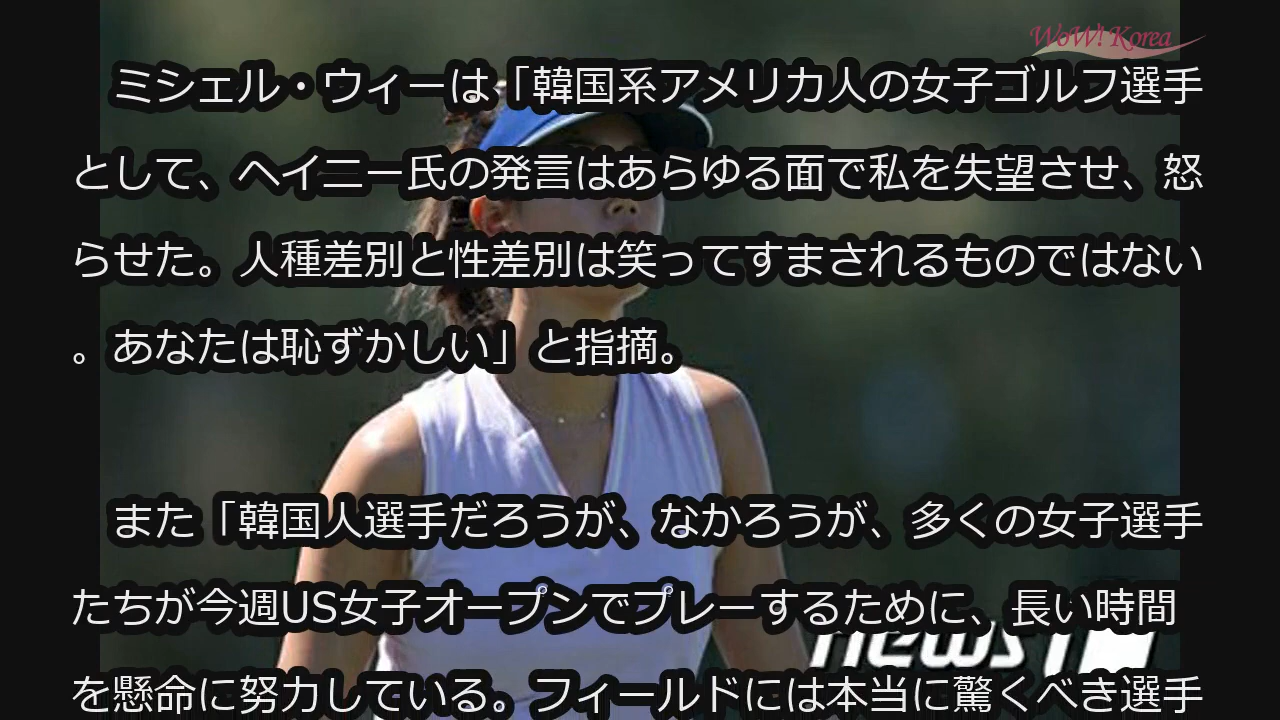 WoW! Korea
ミシェル・ウィーは「韓国系アメリカ人の女子ゴルフ選手
として、ヘイニー氏の発言はあらゆる面で私を失望させ、怒
らせた。人種差別と性差別は笑ってすまされるものではない
。あなたは恥ずかしい」と指摘。
また「韓国人選手だろうが、なかろうが、多くの女子選手
たちが今週US女子オープンでプレーするために、長い時間
news1
を懸命に努力している。フィールドには本当に驚くべき選手